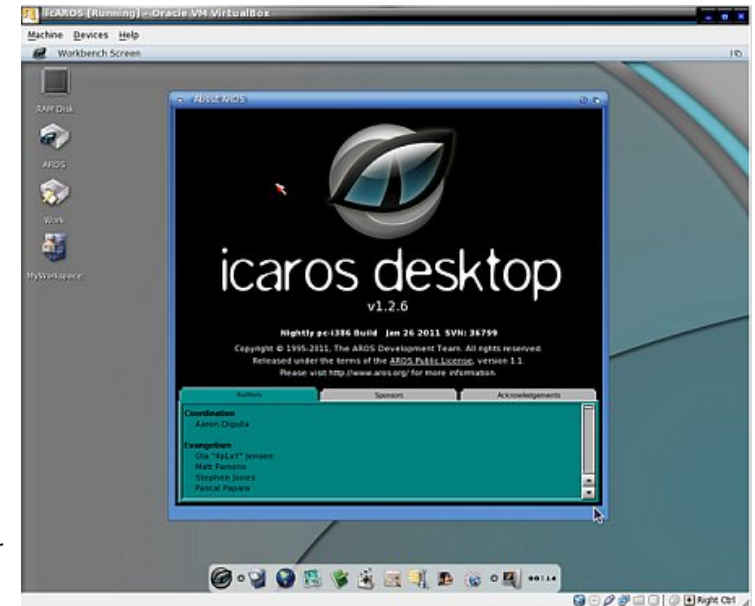 icAROS [Running] - Oracle VM VirtualBox
Machine Devices Help
Workbench Screen
RAM Disk
AROS
Work
MyWorkspace
About AROS
icaros desktop
v1.2.6
Nightly pc-i386 Build Jan 26 2011 SVN: 36799
Copyright © 1995-2011, The AROS Development Team. All rights reserved.
Released under the terms of the AROS Public License, version 1.1.
Please visit http://www.aros.org/ for more information.
Authors Sponsors Acknowledgements
Coordination
Aaron Digulla
Evangelism
Ola "4pLaY" Jensen
Matt Parsons
Stephen Jones
Pascal Papara
00:14
Right Ctrl